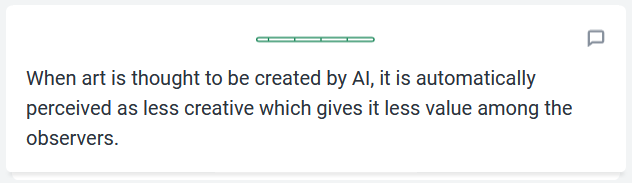 When art is thought to be created by AI, it is automatically
perceived as less creative which gives it less value among the
observers.